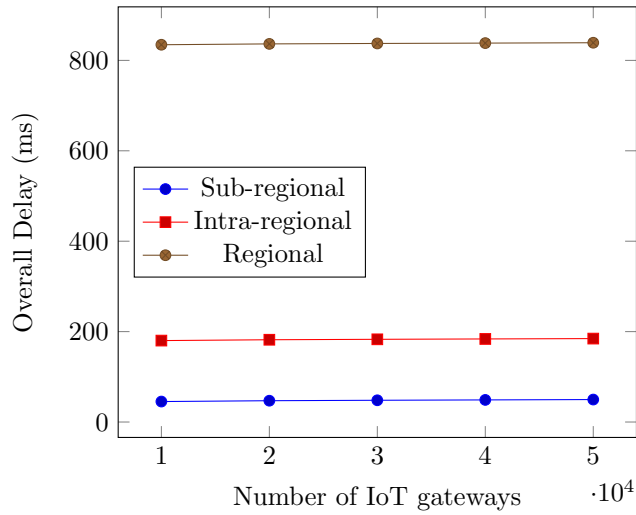 Overall Delay (ms)
800
600
400
200
0
Sub-regional
Intra-regional
Regional
1 2 3 4 5
·10^4
Number of IoT gateways